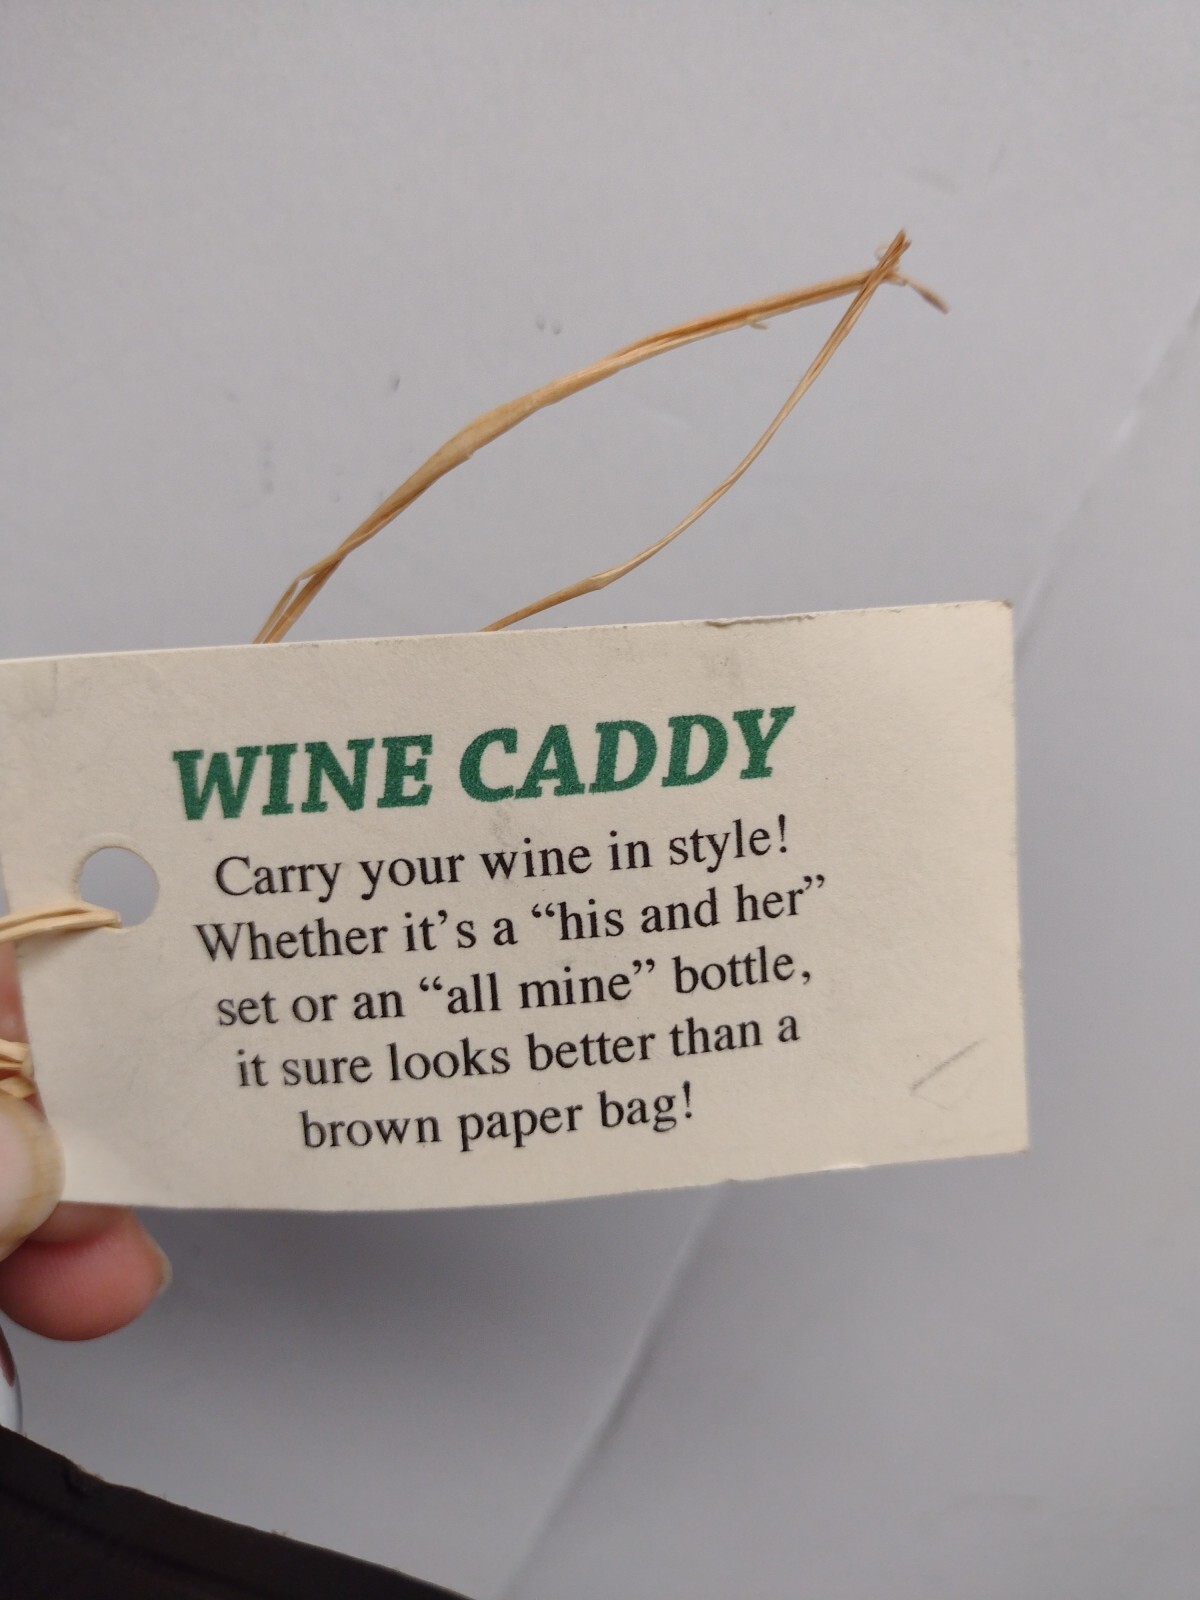 WINE CADDY
Carry your wine in style!
Whether it's a “his and her”
set or an “all mine” bottle,
it sure looks better than a
brown paper bag!